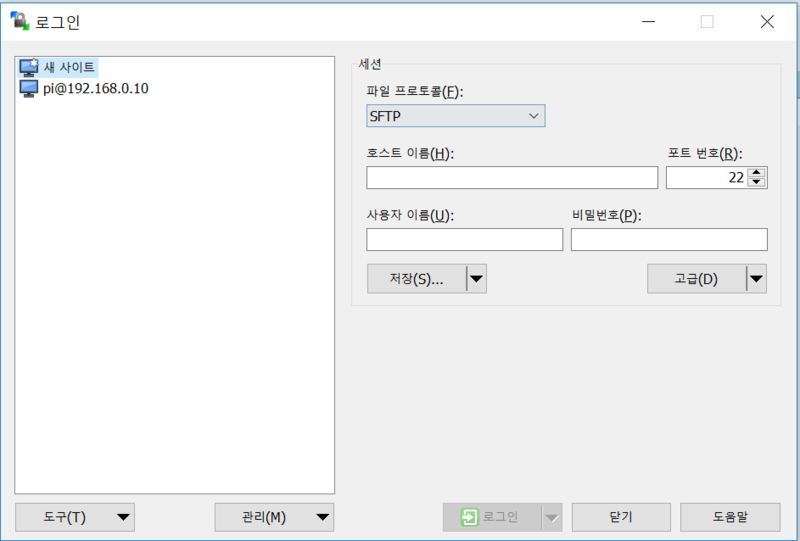 로그인
새 사이트
pi@192.168.0.10
세션
파일 프로토콜(F):
SFTP
호스트 이름(H): 포트 번호(R):
22
사용자 이름(U): 비밀번호(P):
저장(S)... 고급(D)
도구(T) 관리(M) 로그인 닫기 도움말